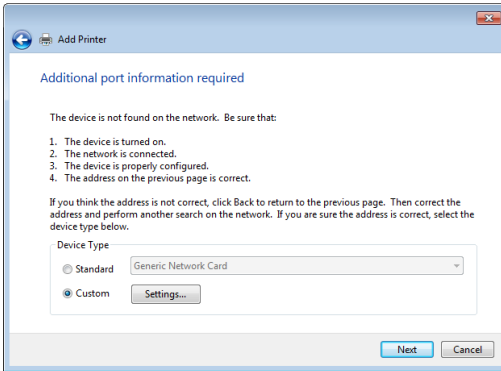 Add Printer
Additional port information required
The device is not found on the network.  Be sure that:
1.  The device is turned on.
2.  The network is connected.
3.  The device is properly configured.
4.  The address on the previous page is correct.
If you think the address is not correct, click Back to return to the previous page.  Then correct the
address and perform another search on the network.  If you are sure the address is correct, select the
device type below.
Device Type
Standard
Generic Network Card
Custom
Settings...
Next
Cancel